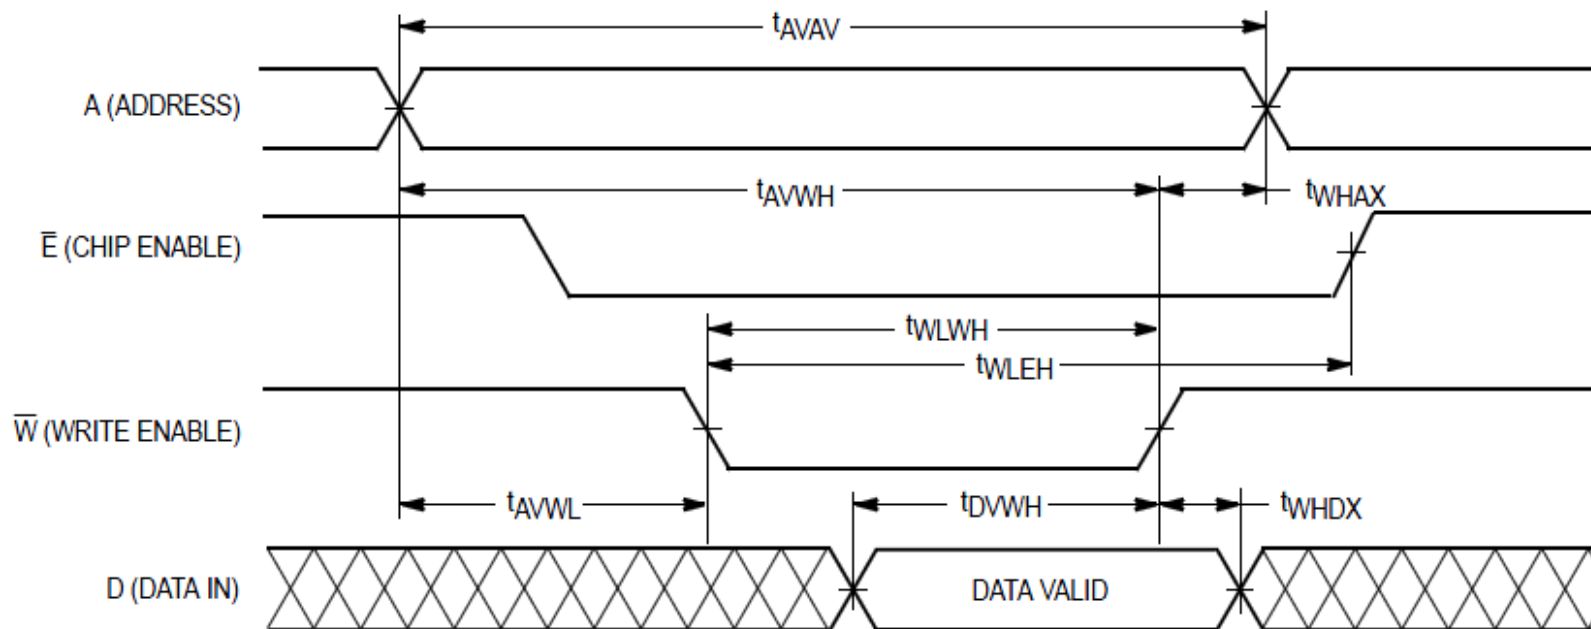 tAVAV
A (ADDRESS)
tAVWH
tWHAX
E̅ (CHIP ENABLE)
tWLWH
tWLEH
W̅ (WRITE ENABLE)
tAVWL
tDVWH
tWHDX
D (DATA IN)
DATA VALID